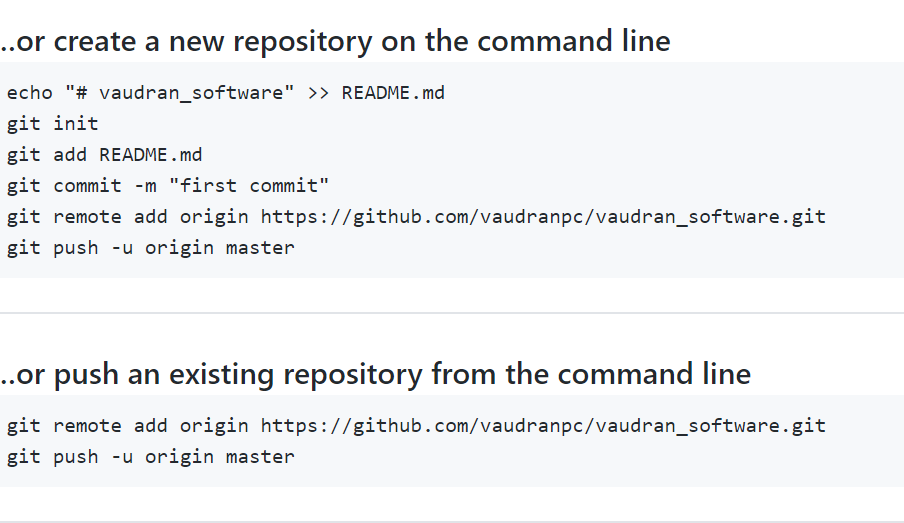 ..or create a new repository on the command line
echo "# vaudran_software" >> README.md
git init
git add README.md
git commit -m "first commit"
git remote add origin https://github.com/vaudranpc/vaudran_software.git
git push -u origin master
..or push an existing repository from the command line
git remote add origin https://github.com/vaudranpc/vaudran_software.git
git push -u origin master